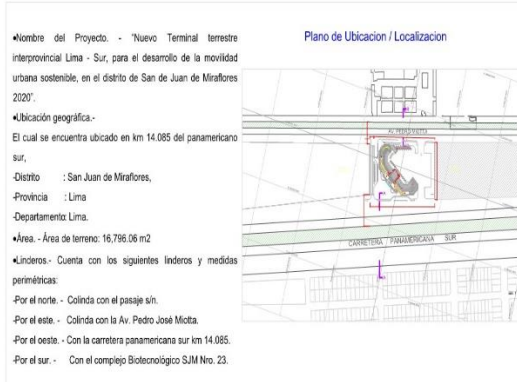 •Nombre del Proyecto. - "Nuevo Terminal terrestre
interprovincial Lima - Sur, para el desarrollo de la movilidad
urbana sostenible, en el distrito de San de Juan de Miraflores
2020".
•Ubicación geográfica.-
El cual se encuentra ubicado en km 14.085 del panamericano
sur,
-Distrito : San Juan de Miraflores,
-Provincia : Lima
-Departamento: Lima.
•Área. - Área de terreno: 16,796.06 m2
•Linderos.- Cuenta con los siguientes linderos y medidas
perimétricas:
-Por el norte. - Colinda con el pasaje s/n.
-Por el este. - Colinda con la Av. Pedro José Miotta.
-Por el oeste. - Con la carretera panamericana sur km 14.085.
-Por el sur. - Con el complejo Biotecnológico SJM Nro. 23.
Plano de Ubicacion / Localizacion
AV. PEDRO MIOTTA
CARRETERA PANAMERICANA SUR